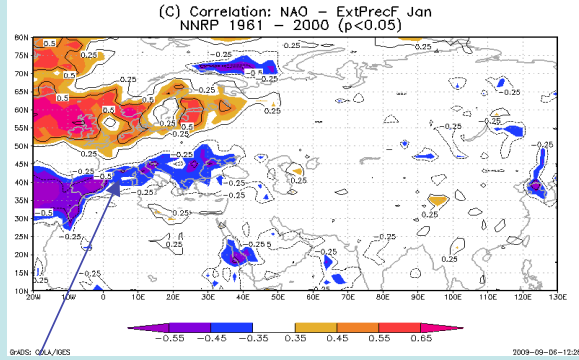 (C) Correlation: NAO – ExtPrecF Jan
NNRP 1961 – 2000 (p<0.05)
80N
75N
70N
65N
60N
55N
50N
45N
40N
35N
30N
25N
20N
15N
10N
20W 10W 0 10E 20E 30E 40E 50E 60E 70E 80E 90E 100E 110E 120E 130E
-0.55 -0.45 -0.35 0.35 0.45 0.55 0.65
GrADS: COLA/IGES
2009-09-06-12:26